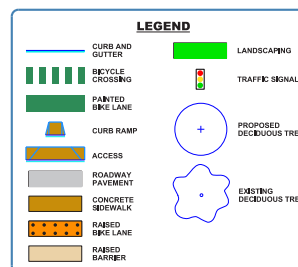 LEGEND
CURB AND
GUTTER
BICYCLE
CROSSING
PAINTED
BIKE LANE
CURB RAMP
ACCESS
ROADWAY
PAVEMENT
CONCRETE
SIDEWALK
RAISED
BIKE LANE
RAISED
BARRIER
LANDSCAPING
TRAFFIC SIGNAL
PROPOSED
DECIDUOUS TRE
EXISTING
DECIDUOUS TRE